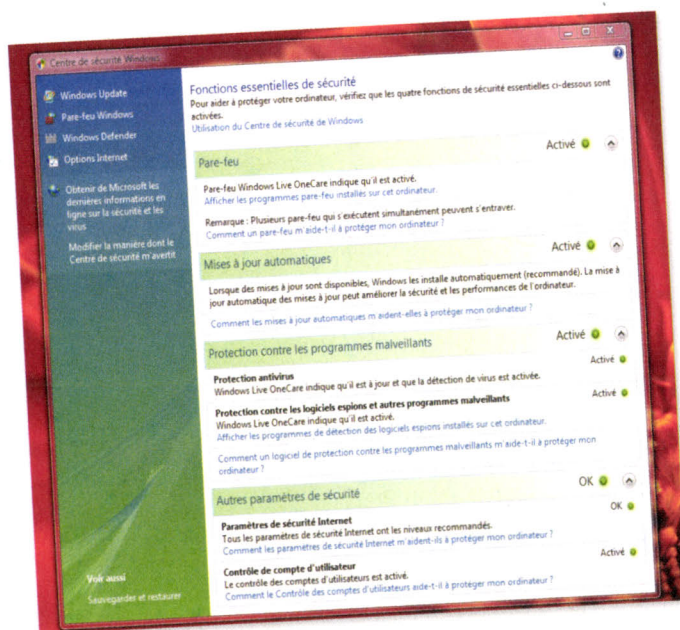 Centre de sécurité Windows
Windows Update
Pare-feu Windows
Windows Defender
Options Internet
Obtenir de Microsoft les
dernières informations en
ligne sur la sécurité et les
virus
Modifier la manière dont le
Centre de sécurité m'avertit
Voir aussi
Sauvegarder et restaurer
Fonctions essentielles de sécurité
Pour aider à protéger votre ordinateur, vérifiez que les quatre fonctions de sécurité essentielles ci-dessous sont
activées.
Utilisation du Centre de sécurité de Windows
Pare-feu Activé
Pare-feu Windows Live OneCare indique qu'il est activé.
Afficher les programmes pare-feu installés sur cet ordinateur.
Remarque : Plusieurs pare-feu qui s'exécutent simultanément peuvent s'entraver.
Comment un pare-feu m'aide-t-il à protéger mon ordinateur ?
Mises à jour automatiques Activé
Lorsque des mises à jour sont disponibles, Windows les installe automatiquement (recommandé). La mise à
jour automatique des mises à jour peut améliorer la sécurité et les performances de l'ordinateur.
Comment les mises à jour automatiques m'aident-elles à protéger mon ordinateur ?
Protection contre les programmes malveillants Activé
Protection antivirus Activé
Windows Live OneCare indique qu'il est à jour et que la détection de virus est activée.
Protection contre les logiciels espions et autres programmes malveillants Activé
Windows Live OneCare indique qu'il est activé.
Afficher les programmes de détection des logiciels espions installés sur cet ordinateur.
Comment un logiciel de protection contre les programmes malveillants m'aide-t-il à protéger mon
ordinateur ?
Autres paramètres de sécurité OK
Paramètres de sécurité Internet OK
Tous les paramètres de sécurité Internet ont les niveaux recommandés.
Comment les paramètres de sécurité Internet m'aident-ils à protéger mon ordinateur ?
Contrôle de compte d'utilisateur Activé
Le contrôle des comptes d'utilisateurs est activé.
Comment le Contrôle des comptes d'utilisateurs aide-t-il à protéger mon ordinateur ?